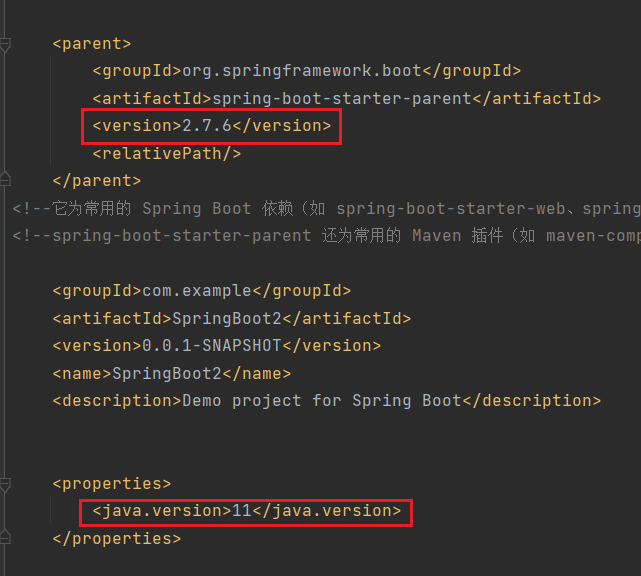 <parent>
<groupId>org.springframework.boot</groupId>
<artifactId>spring-boot-starter-parent</artifactId>
<version>2.7.6</version>
<relativePath/>
</parent>
<!--它为常用的 Spring Boot 依赖（如 spring-boot-starter-web、spring
<!--spring-boot-starter-parent 还为常用的 Maven 插件（如 maven-comp
<groupId>com.example</groupId>
<artifactId>SpringBoot2</artifactId>
<version>0.0.1-SNAPSHOT</version>
<name>SpringBoot2</name>
<description>Demo project for Spring Boot</description>
<properties>
<java.version>11</java.version>
</properties>